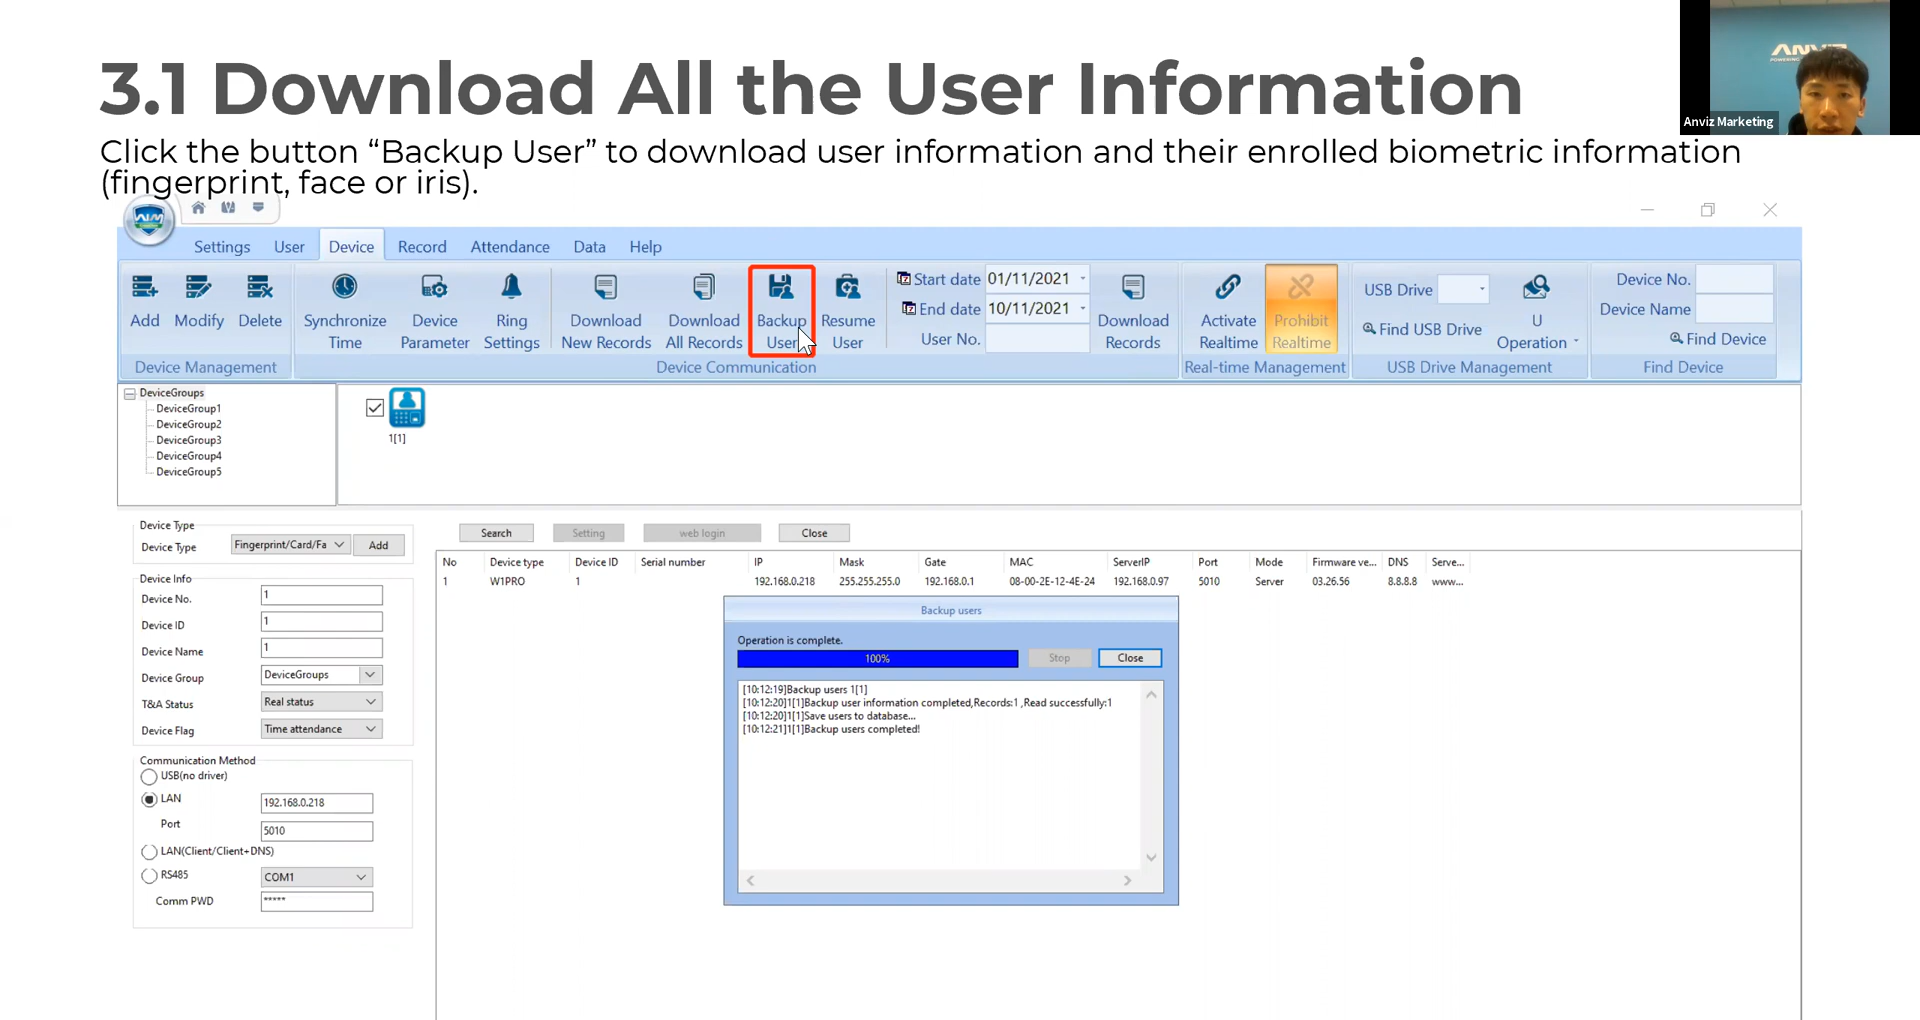 3.1 Download All the User Information
Click the button “Backup User” to download user information and their enrolled biometric information
(fingerprint, face or iris).
Anviz Marketing
Settings User Device Record Attendance Data Help
Add Modify Delete
Device Management
Synchronize Time
Device Parameter
Ring Settings
Download New Records
Download All Records
Backup User
Resume User
Start date 01/11/2021
End date 10/11/2021
User No.
Download Records
Device Communication
Activate Realtime
Prohibit Realtime
Real-time Management
USB Drive
Find USB Drive
U Operation
USB Drive Management
Device No.
Device Name
Find Device
Find Device
DeviceGroups
DeviceGroup1
DeviceGroup2
DeviceGroup3
DeviceGroup4
DeviceGroup5
1[1]
Device Type
Device Type Fingerprint/Card/Fa Add
Device Info
Device No. 1
Device ID 1
Device Name 1
Device Group DeviceGroups
T&A Status Real status
Device Flag Time attendance
Communication Method
USB(no driver)
LAN 192.168.0.218
Port 5010
LAN(Client/Client+DNS)
RS485 COM1
Comm PWD *****
Search Setting web login Close
No Device type Device ID Serial number IP Mask Gate MAC ServerIP Port Mode Firmware ve... DNS Serve...
1 W1PRO 1 192.168.0.218 255.255.255.0 192.168.0.1 08-00-2E-12-4E-24 192.168.0.97 5010 Server 03.26.56 8.8.8.8 www...
Backup users
Operation is complete.
100% Stop Close
[10:12:19]Backup users 1[1]
[10:12:20]1[1]Backup user information completed,Records:1 ,Read successfully:1
[10:12:20]1[1]Save users to database...
[10:12:21]1[1]Backup users completed!